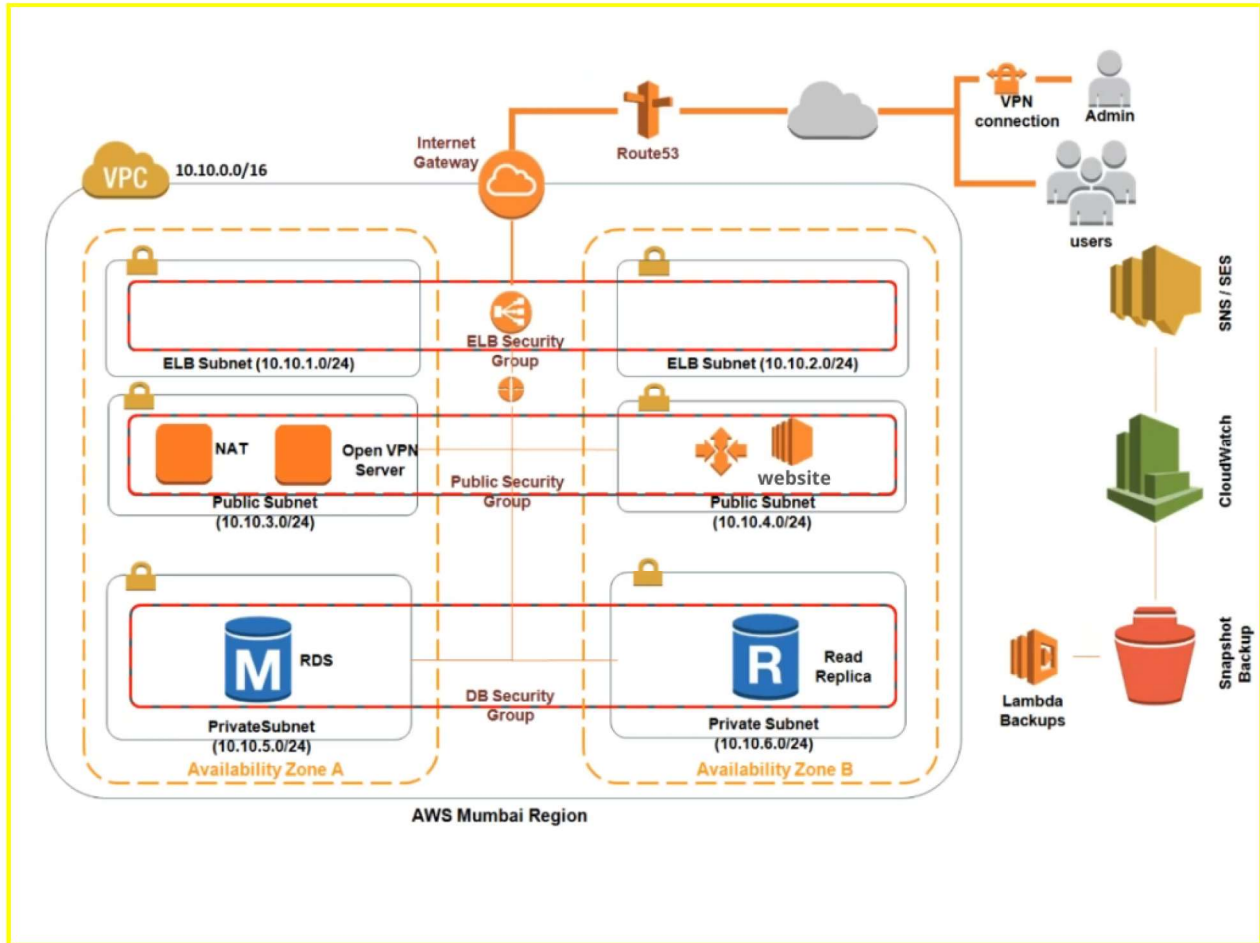 VPN
connection
Admin
Internet
Gateway
Route53
VPC
10.10.0.0/16
users
SNS / SES
ELB Security
Group
ELB Subnet (10.10.1.0/24)
ELB Subnet (10.10.2.0/24)
NAT
Open VPN
Server
website
Public Security
Group
Public Subnet
(10.10.3.0/24)
Public Subnet
(10.10.4.0/24)
CloudWatch
M
RDS
R
Read
Replica
DB Security
Group
PrivateSubnet
(10.10.5.0/24)
Private Subnet
(10.10.6.0/24)
Availability Zone A
Availability Zone B
Lambda
Backups
Snapshot
Backup
AWS Mumbai Region